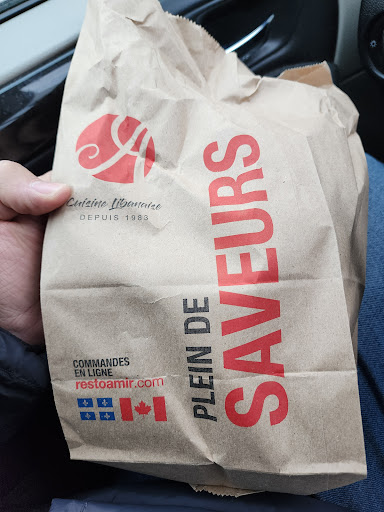 Cuisine Libanaise
DEPUIS 1983
PLEIN DE
SAVEURS
COMMANDES
EN LIGNE
restoamir.com